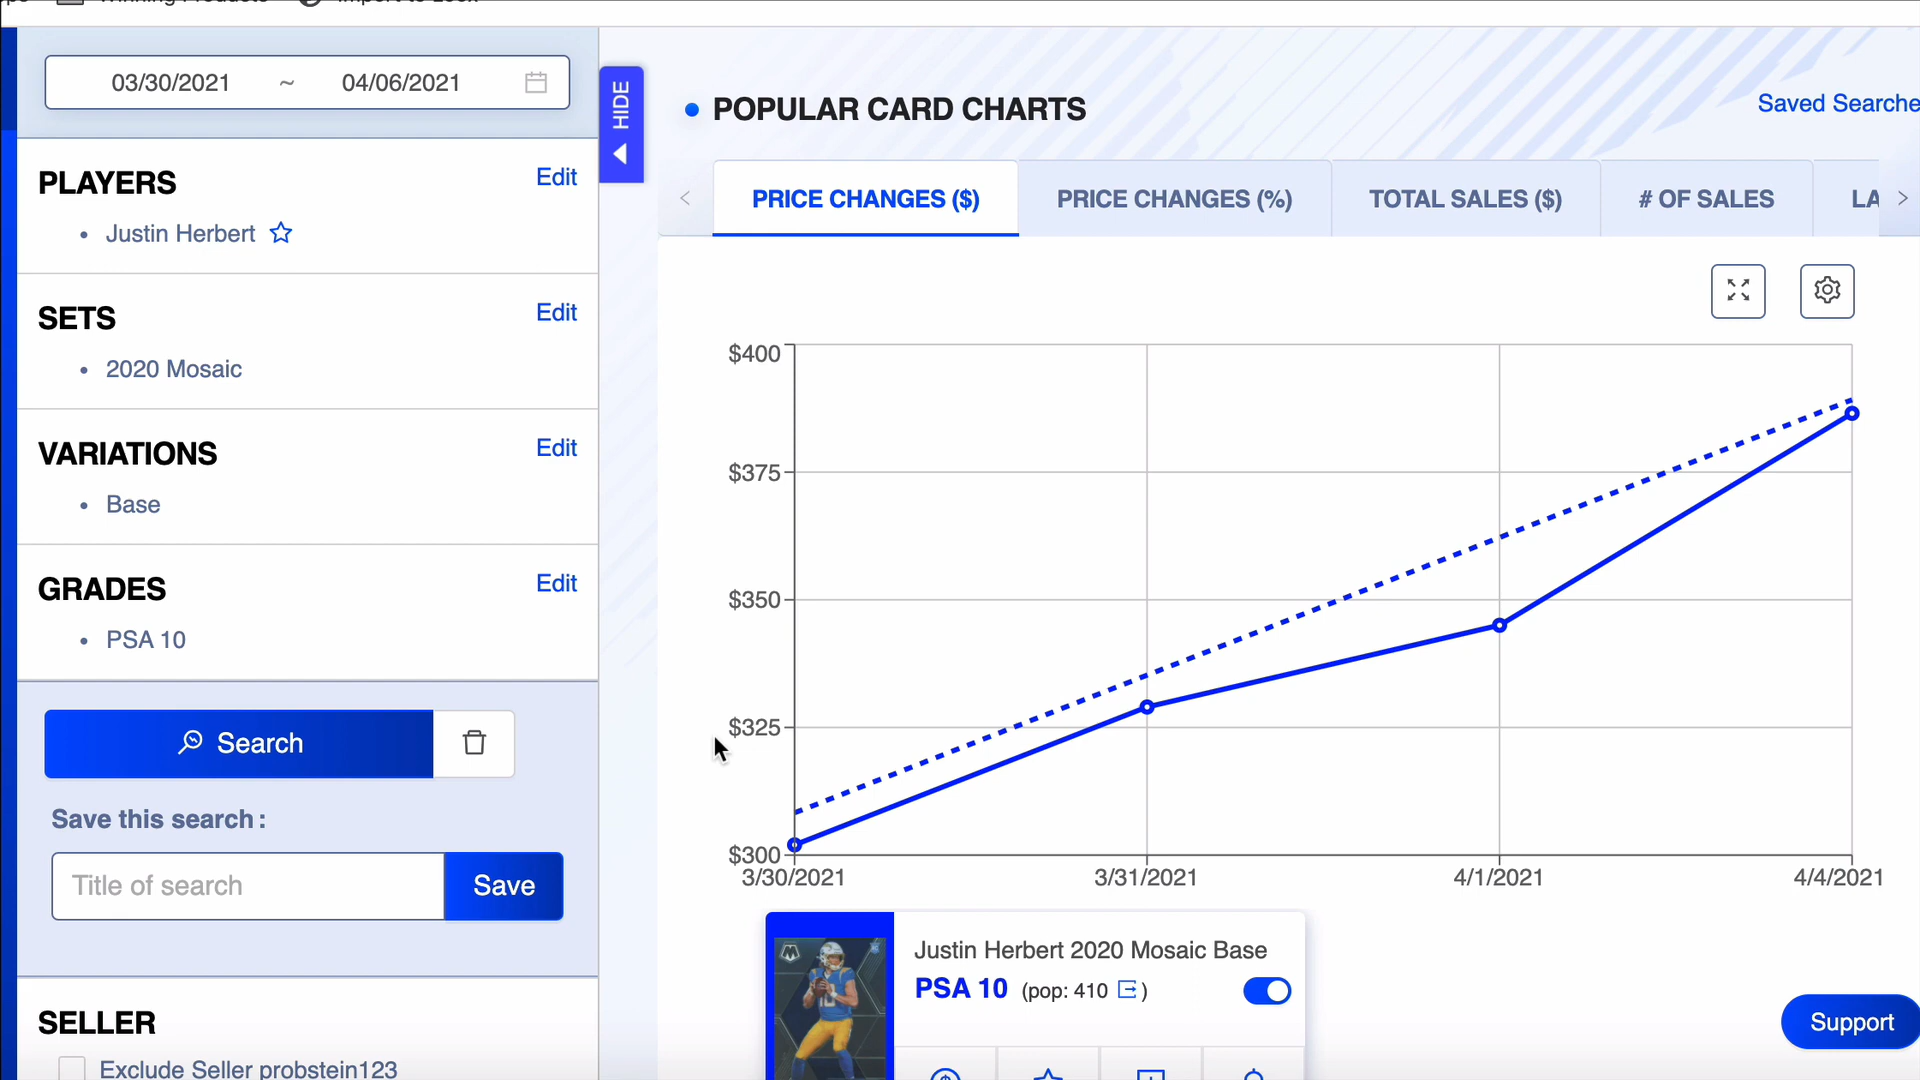 03/30/2021 ~ 04/06/2021
HIDE
POPULAR CARD CHARTS
Saved Searche
PLAYERS
Edit
Justin Herbert
PRICE CHANGES ($)
PRICE CHANGES (%)
TOTAL SALES ($)
# OF SALES
LA
SETS
Edit
2020 Mosaic
VARIATIONS
Edit
Base
GRADES
Edit
PSA 10
Search
Save this search :
Title of search
Save
SELLER
Exclude Seller probstein123
$400
$375
$350
$325
$300
3/30/2021
3/31/2021
4/1/2021
4/4/2021
Justin Herbert 2020 Mosaic Base
PSA 10 (pop: 410 )
Support